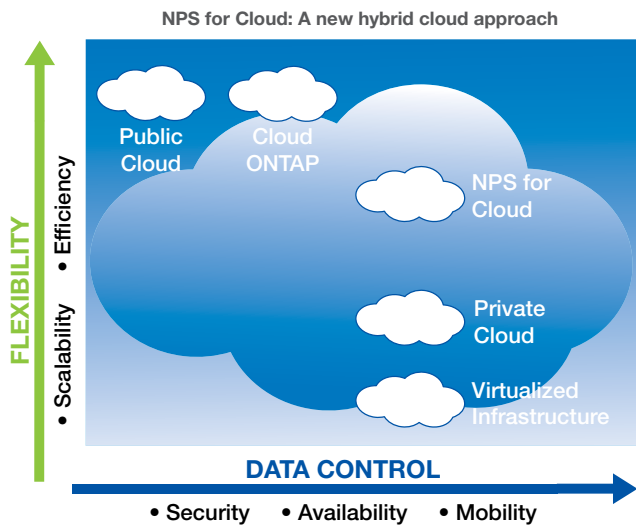 NPS for Cloud: A new hybrid cloud approach
Public
Cloud
Cloud
ONTAP
NPS for
Cloud
Private
Cloud
Virtualized
Infrastructure
FLEXIBILITY
• Scalability • Efficiency
DATA CONTROL
• Security • Availability • Mobility